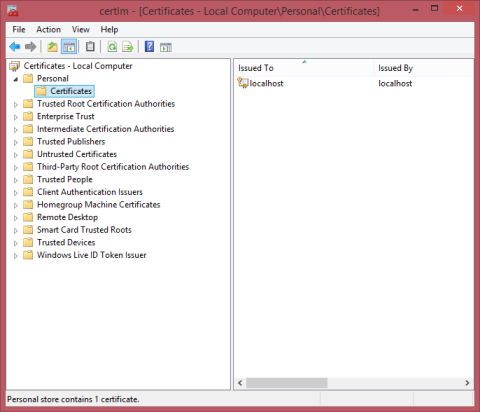 certlm - [Certificates - Local Computer\Personal\Certificates]
File Action View Help
Certificates - Local Computer
Personal
Certificates
Trusted Root Certification Authorities
Enterprise Trust
Intermediate Certification Authorities
Trusted Publishers
Untrusted Certificates
Third-Party Root Certification Authorities
Trusted People
Client Authentication Issuers
Homegroup Machine Certificates
Remote Desktop
Smart Card Trusted Roots
Trusted Devices
Windows Live ID Token Issuer
Issued To Issued By
localhost localhost
Personal store contains 1 certificate.